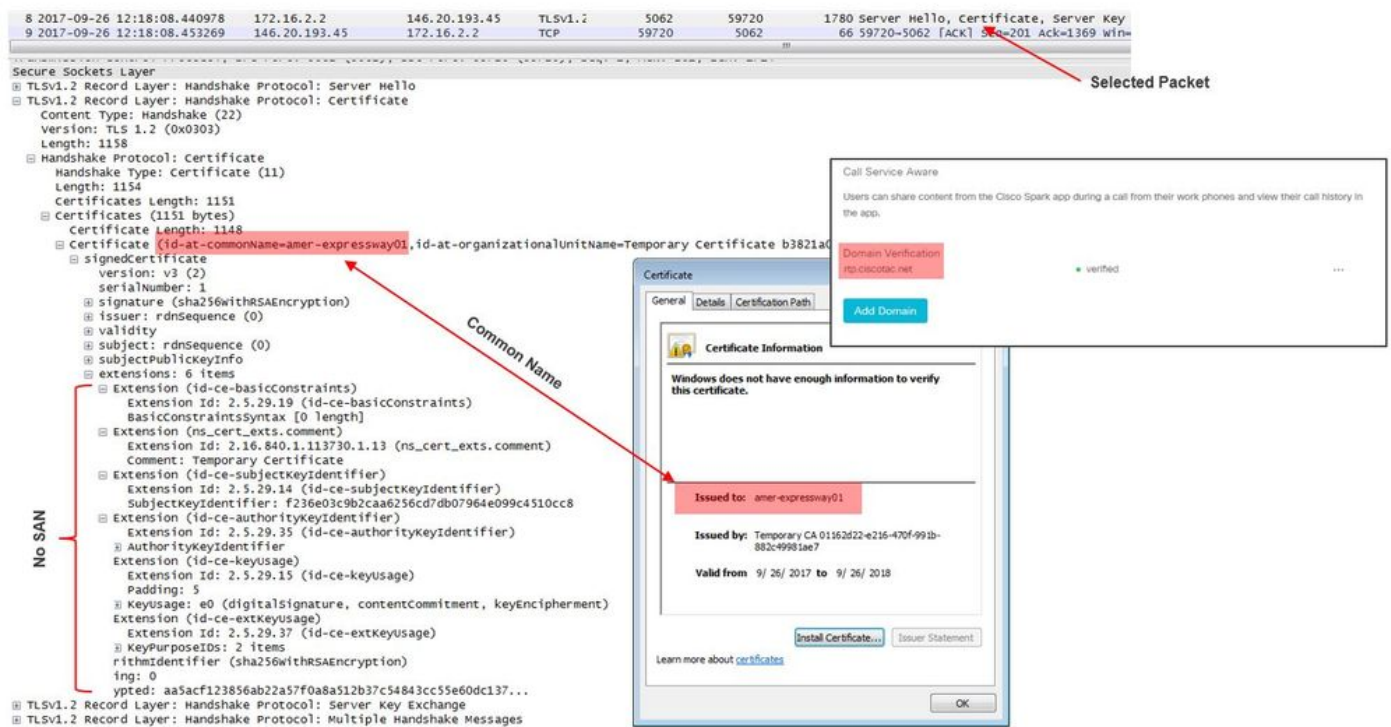 8 2017-09-26 12:18:08.440978 172.16.2.2 146.20.193.45 TLSv1.2 5062 59720 1780 Server Hello, Certificate, Server Key
9 2017-09-26 12:18:08.453269 146.20.193.45 172.16.2.2 TCP 59720 5062 66 59720→5062 [ACK] Seq=201 Ack=1369 Win=
Selected Packet
Secure Sockets Layer
TLSv1.2 Record Layer: Handshake Protocol: Server Hello
TLSv1.2 Record Layer: Handshake Protocol: Certificate
Content Type: Handshake (22)
Version: TLS 1.2 (0x0303)
Length: 1158
Handshake Protocol: Certificate
Handshake Type: Certificate (11)
Length: 1154
Certificates Length: 1151
Certificates (1151 bytes)
Certificate Length: 1148
Certificate (id-at-commonName=amer-expressway01,id-at-organizationalUnitName=Temporary Certificate b3821a0
signedCertificate
version: v3 (2)
serialNumber: 1
signature (sha256WithRSAEncryption)
issuer: rdnSequence (0)
validity
subject: rdnSequence (0)
subjectPublicKeyInfo
extensions: 6 items
Extension (id-ce-basicConstraints)
Extension Id: 2.5.29.19 (id-ce-basicConstraints)
BasicConstraintsSyntax [0 length]
Extension (ns_cert_exts.comment)
Extension Id: 2.16.840.1.113730.1.13 (ns_cert_exts.comment)
Comment: Temporary Certificate
Extension (id-ce-subjectKeyIdentifier)
Extension Id: 2.5.29.14 (id-ce-subjectKeyIdentifier)
SubjectKeyIdentifier: f236e03c9b2caa6256cd7db07964e099c4510cc8
Extension (id-ce-authorityKeyIdentifier)
Extension Id: 2.5.29.35 (id-ce-authorityKeyIdentifier)
AuthorityKeyIdentifier
Extension (id-ce-keyUsage)
Extension Id: 2.5.29.15 (id-ce-keyUsage)
Padding: 5
KeyUsage: e0 (digitalSignature, contentCommitment, keyEncipherment)
Extension (id-ce-extKeyUsage)
Extension Id: 2.5.29.37 (id-ce-extKeyUsage)
KeyPurposeIDs: 2 items
rithmIdentifier (sha256WithRSAEncryption)
ing: 0
ypted: aa5acf123856ab22a57f0a8a512b37c54843cc55e60dc137...
TLSv1.2 Record Layer: Handshake Protocol: Server Key Exchange
TLSv1.2 Record Layer: Handshake Protocol: Multiple Handshake Messages
No SAN
Common Name
Call Service Aware
Users can share content from the Cisco Spark app during a call from their work phones and view their call history in
the app.
Domain Verification
rtp.ciscotac.net verified ...
Add Domain
Certificate
General Details Certification Path
Certificate Information
Windows does not have enough information to verify
this certificate.
Issued to: amer-expressway01
Issued by: Temporary CA 01162d22-e216-470f-991b-
882c49981ae7
Valid from 9/ 26/ 2017 to 9/ 26/ 2018
Install Certificate... Issuer Statement
Learn more about certificates
OK